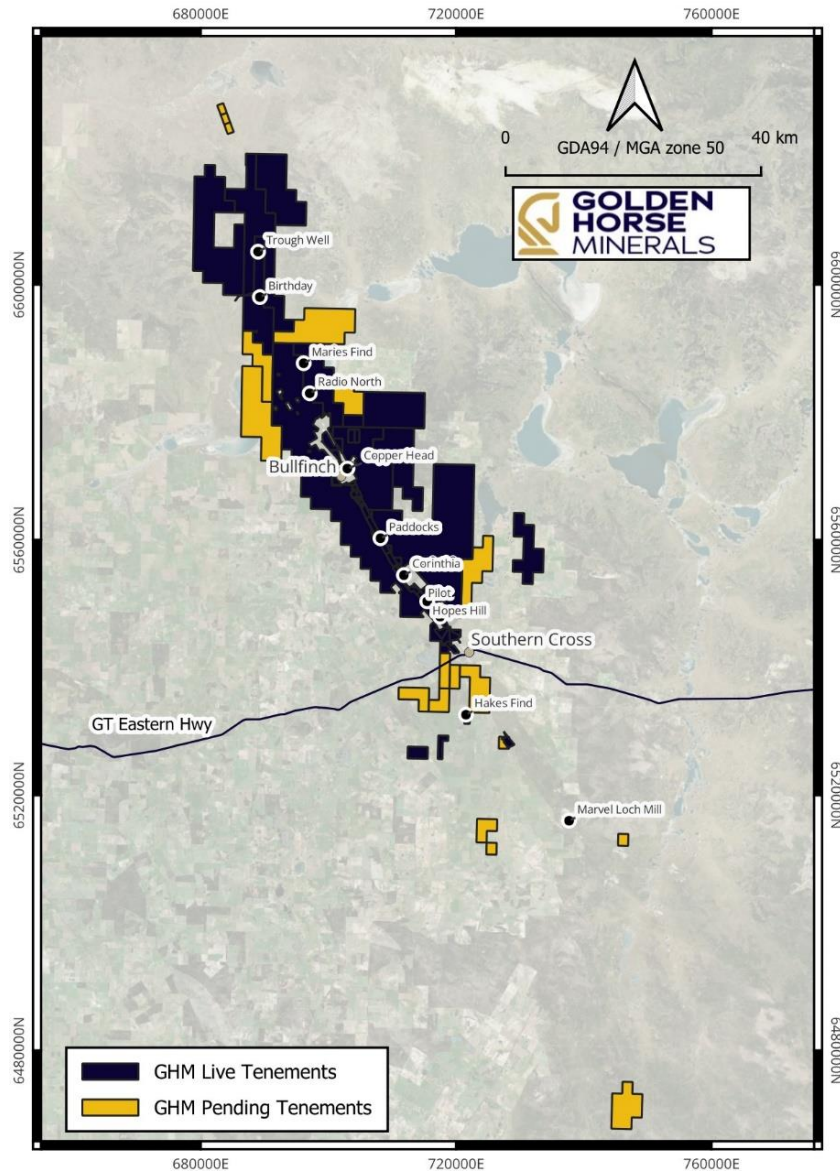 680000E
720000E
760000E
0
40 km
GDA94 / MGA zone 50
GOLDEN
HORSE
MINERALS
Trough Well
6600000N
6600000N
Birthday
Maries Find
Radio North
Bullfinch
Copper Head
6560000N
6560000N
Paddocks
Corinthia
Pilot
Hopes Hill
Southern Cross
Hakes Find
GT Eastern Hwy
6520000N
6520000N
Marvel Loch Mill
6480000N
6480000N
GHM Live Tenements
GHM Pending Tenements
680000E
720000E
760000E